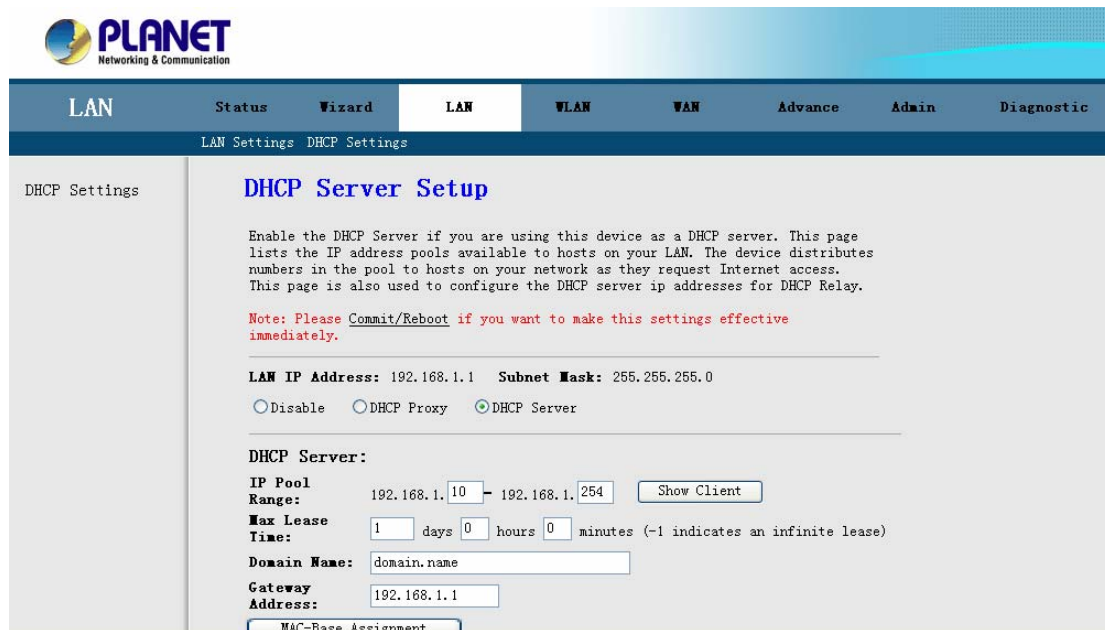 PLANET
Networking & Communication
LAN
Status Wizard LAN WLAN WAN Advance Admin Diagnostic
LAN Settings DHCP Settings
DHCP Settings
DHCP Server Setup
Enable the DHCP Server if you are using this device as a DHCP server. This page
lists the IP address pools available to hosts on your LAN. The device distributes
numbers in the pool to hosts on your network as they request Internet access.
This page is also used to configure the DHCP server ip addresses for DHCP Relay.
Note: Please Commit/Reboot if you want to make this settings effective
immediately.
LAN IP Address: 192.168.1.1 Subnet Mask: 255.255.255.0
Disable DHCP Proxy DHCP Server
DHCP Server:
IP Pool
Range: 192.168.1. 10 - 192.168.1. 254 Show Client
Max Lease
Time: 1 days 0 hours 0 minutes (-1 indicates an infinite lease)
Domain Name: domain.name
Gateway
Address: 192.168.1.1
MAC-Base Assignment